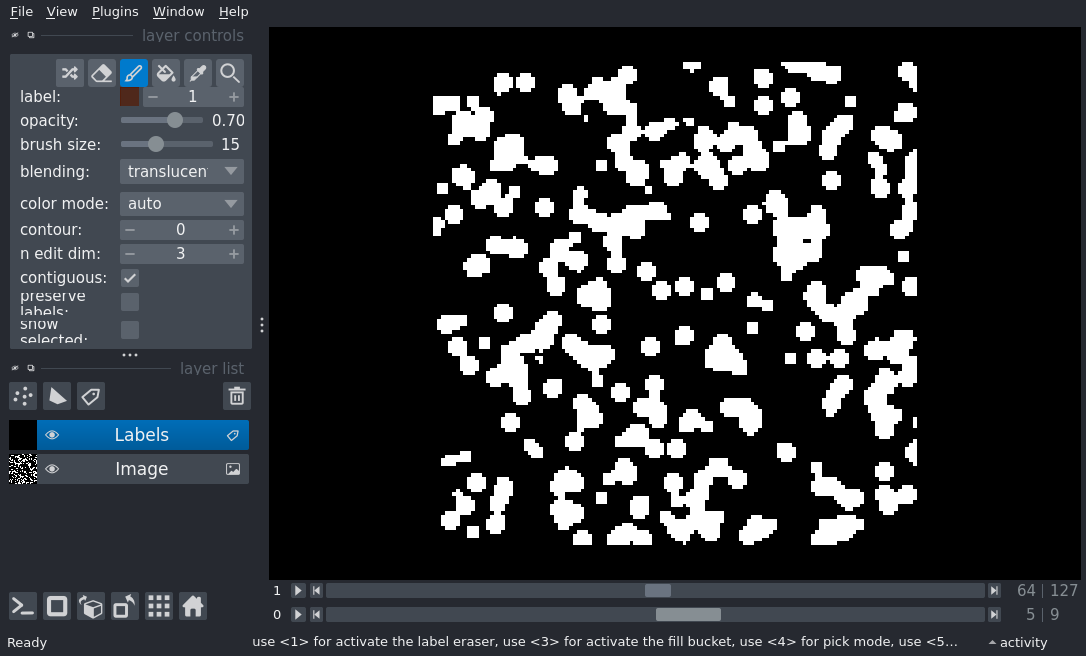 File View Plugins Window Help
layer controls
label: 1
opacity: 0.70
brush size: 15
blending: translucen
color mode: auto
contour: 0
n edit dim: 3
contiguous:
preserve
labels:
show
selected:
layer list
Labels
Image
1 64 | 127
0 5 | 9
Ready use <1> for activate the label eraser, use <3> for activate the fill bucket, use <4> for pick mode, use <5... activity